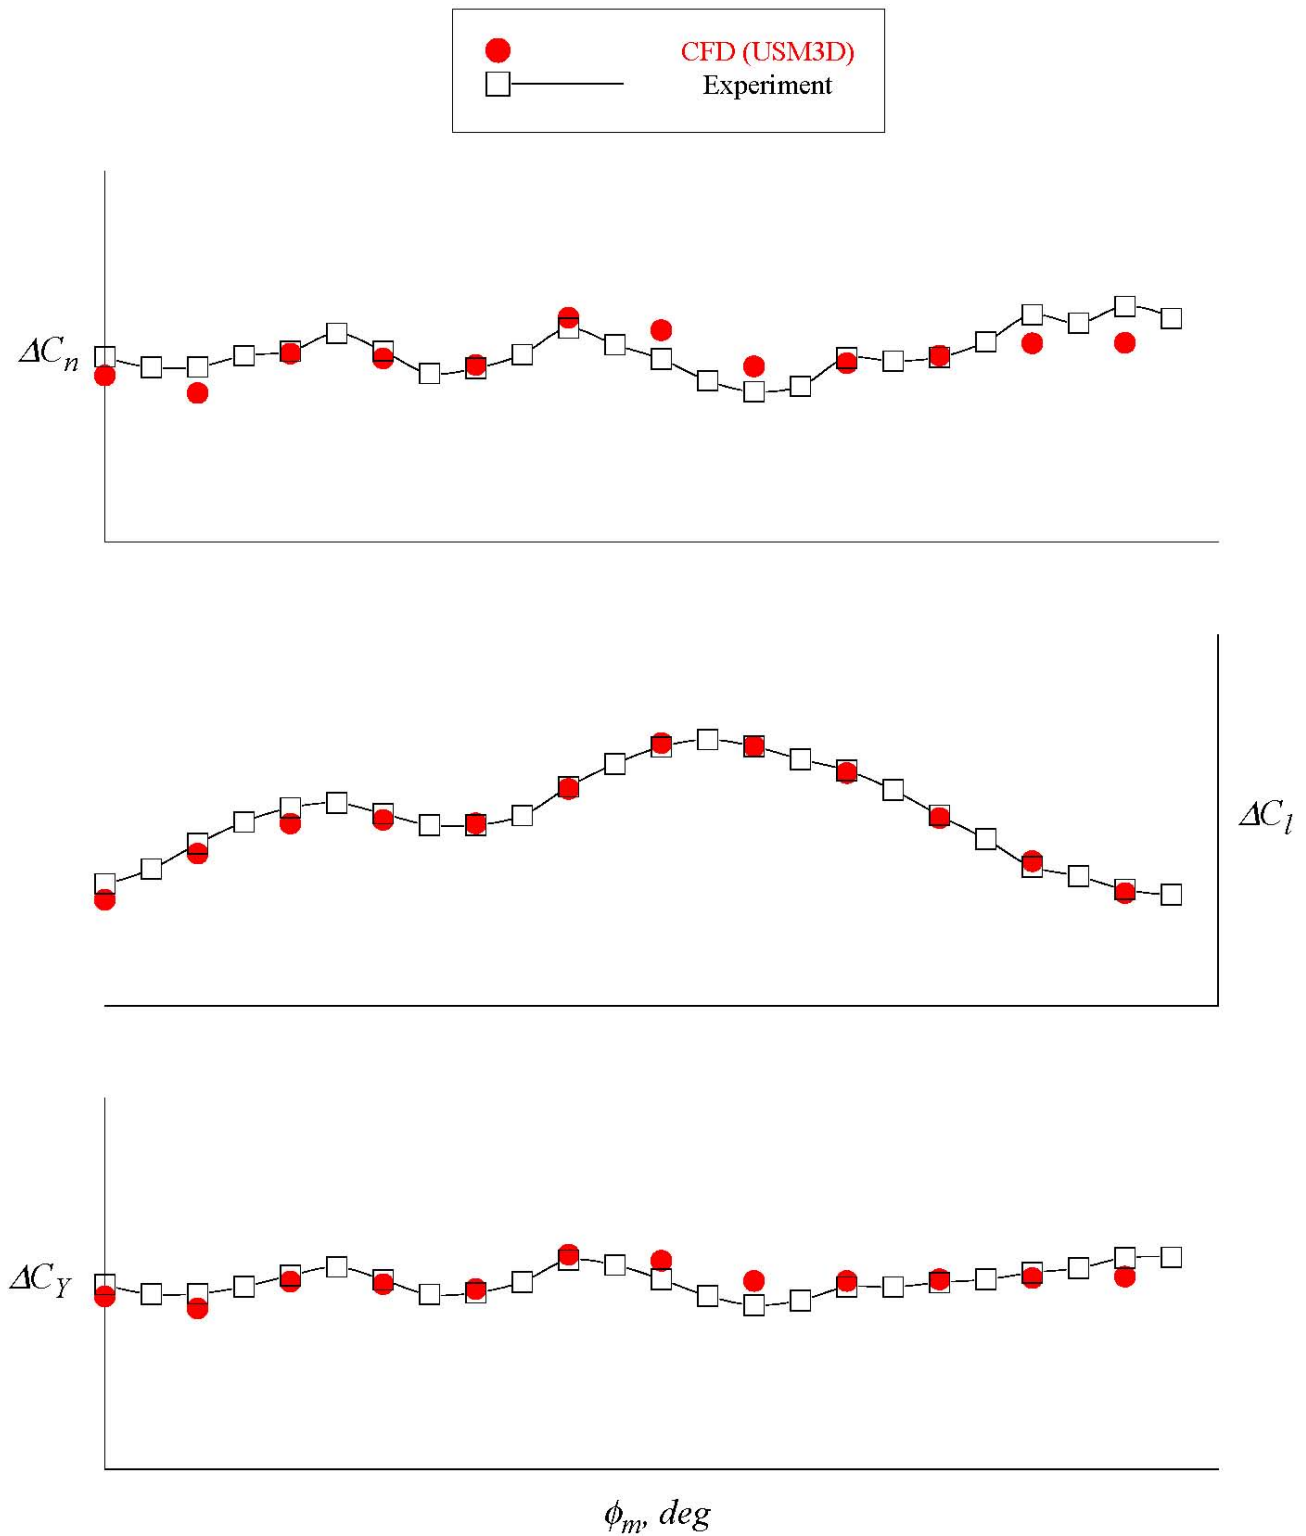 CFD (USM3D)
Experiment
ΔCn
ΔCl
ΔCY
ϕm, deg